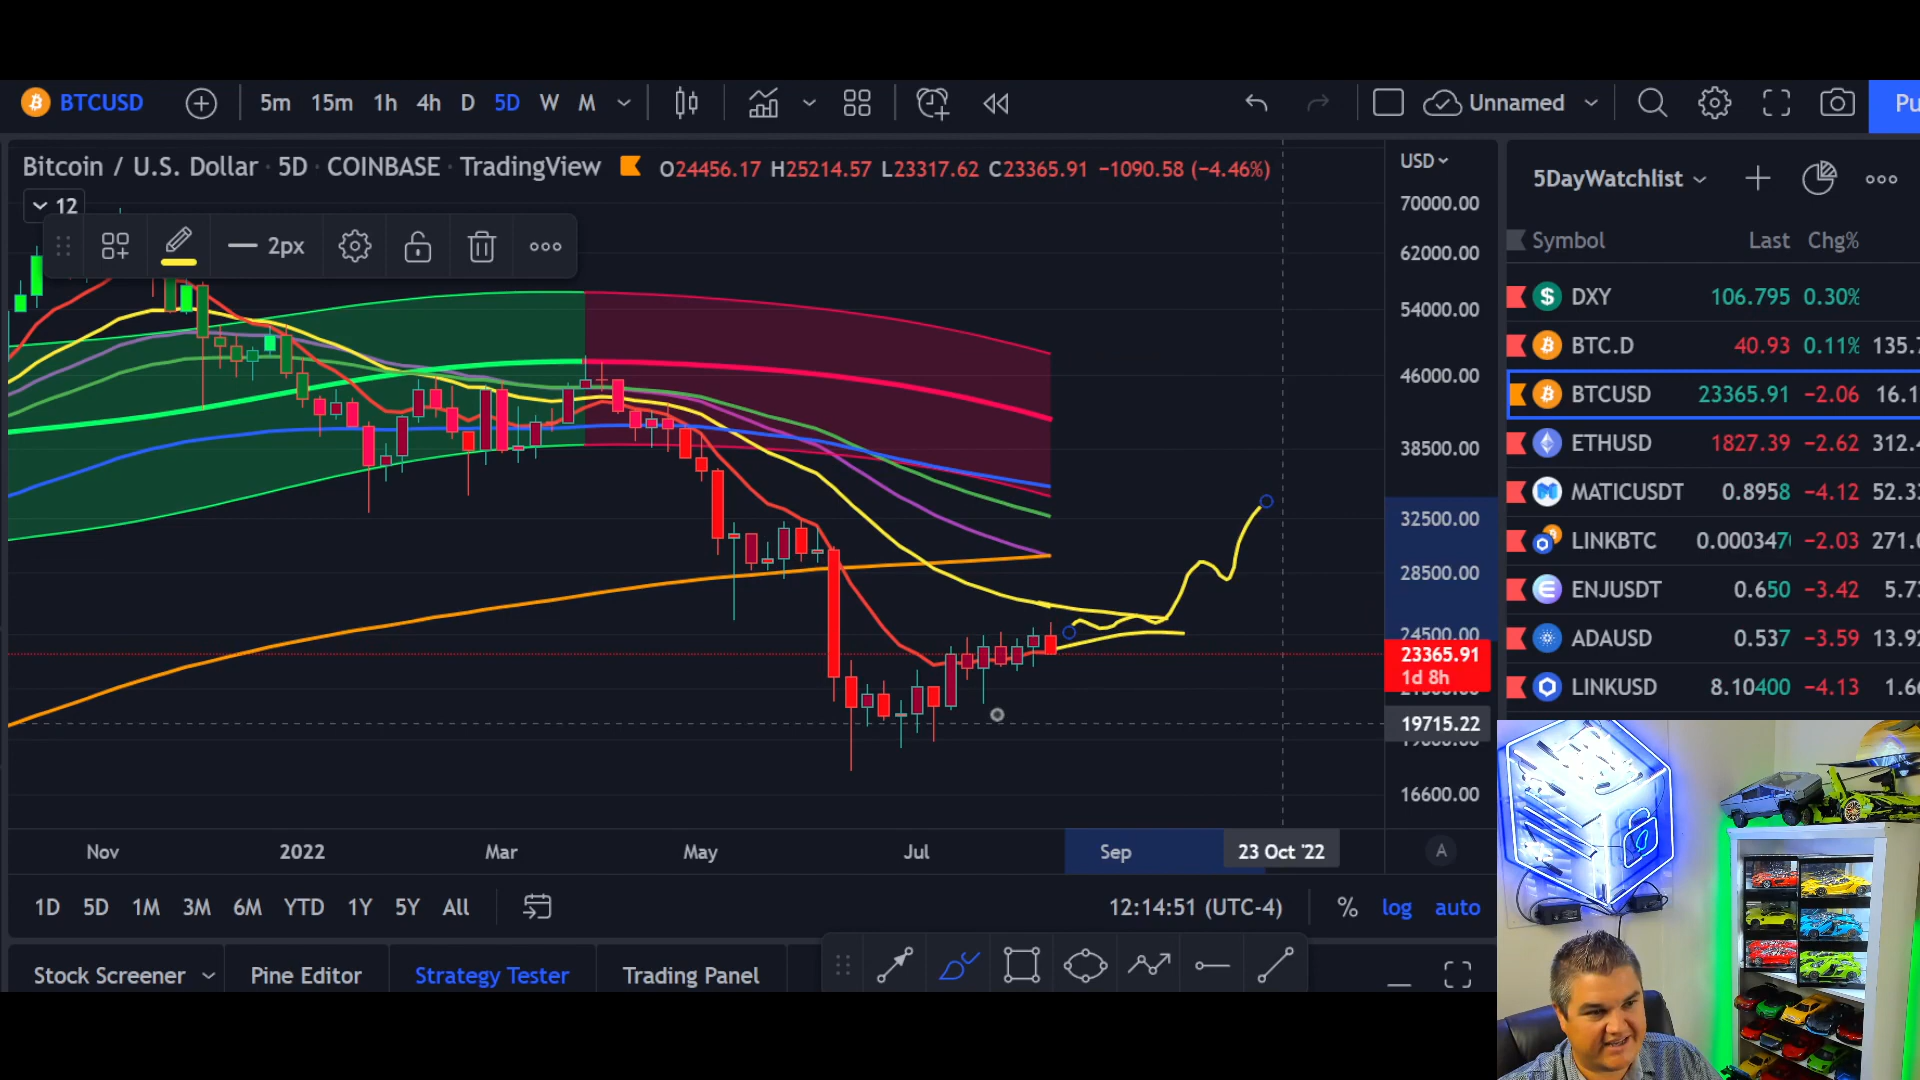 BTCUSD 5m 15m 1h 4h D 5D W M Unnamed Pu
Bitcoin / U.S. Dollar · 5D · COINBASE · TradingView O24456.17 H25214.57 L23317.62 C23365.91 −1090.58 (−4.46%)
12
2px
USD
70000.00
62000.00
54000.00
46000.00
38500.00
32500.00
28500.00
24500.00
23365.91
1d 8h
19715.22
16600.00
5DayWatchlist
Symbol Last Chg%
DXY 106.795 0.30%
BTC.D 40.93 0.11% 135.7
BTCUSD 23365.91 −2.06 16.1
ETHUSD 1827.39 −2.62 312.4
MATICUSDT 0.8958 −4.12 52.33
LINKBTC 0.000347 −2.03 271.0
ENJUSDT 0.650 −3.42 5.7
ADAUSD 0.537 −3.59 13.92
LINKUSD 8.10400 −4.13 1.6
Nov 2022 Mar May Jul Sep 23 Oct '22 A
1D 5D 1M 3M 6M YTD 1Y 5Y All 12:14:51 (UTC-4) % log auto
Stock Screener Pine Editor Strategy Tester Trading Panel